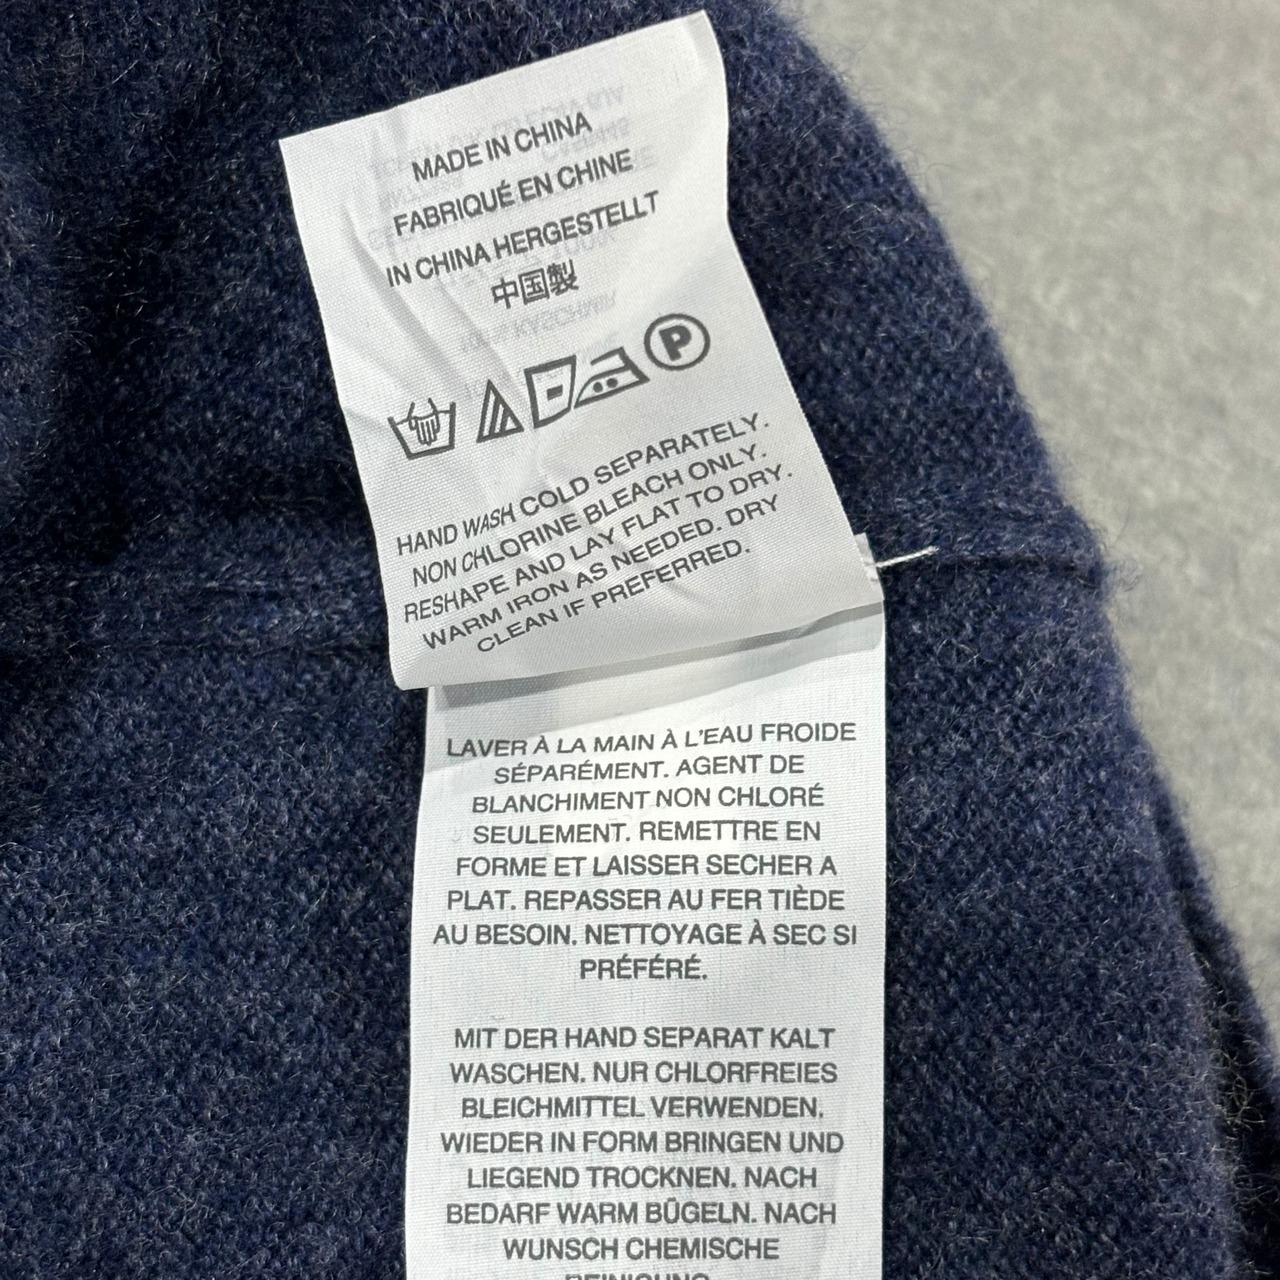 MADE IN CHINA
FABRIQUÉ EN CHINE
IN CHINA HERGESTELLT
中国製
P
HAND WASH COLD SEPARATELY.
NON CHLORINE BLEACH ONLY.
RESHAPE AND LAY FLAT TO DRY.
WARM IRON AS NEEDED. DRY
CLEAN IF PREFERRED.
LAVER À LA MAIN À L'EAU FROIDE
SÉPARÉMENT. AGENT DE
BLANCHIMENT NON CHLORÉ
SEULEMENT. REMETTRE EN
FORME ET LAISSER SECHER A
PLAT. REPASSER AU FER TIÈDE
AU BESOIN. NETTOYAGE À SEC SI
PRÉFÉRÉ.
MIT DER HAND SEPARAT KALT
WASCHEN. NUR CHLORFREIES
BLEICHMITTEL VERWENDEN.
WIEDER IN FORM BRINGEN UND
LIEGEND TROCKNEN. NACH
BEDARF WARM BÜGELN. NACH
WUNSCH CHEMISCHE
REINIGUNG